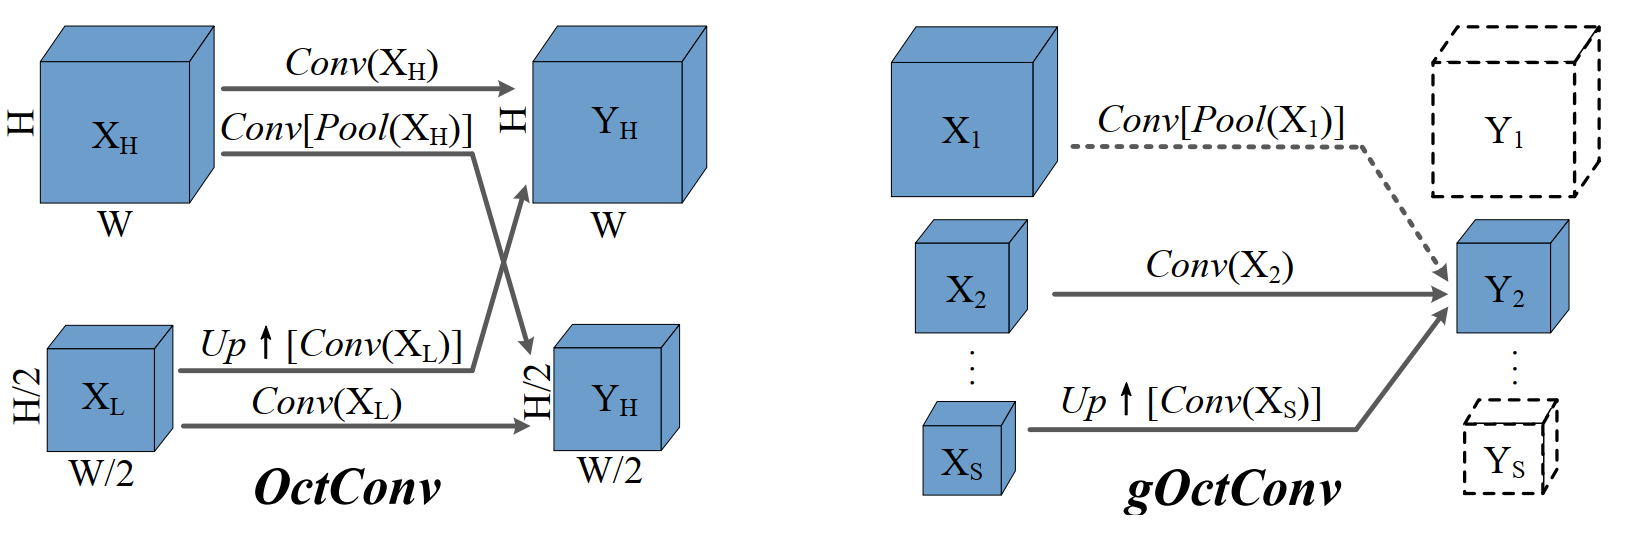 Conv(X_H)
H
X_H
Conv[Pool(X_H)]
H
Y_H
W
W
Up ↑ [Conv(X_L)]
H/2
X_L
Conv(X_L)
H/2
Y_H
W/2
W/2
OctConv
X_1
Conv[Pool(X_1)]
Y_1
X_2
Conv(X_2)
Y_2
⋮
⋮
X_S
Up ↑ [Conv(X_S)]
Y_S
gOctConv